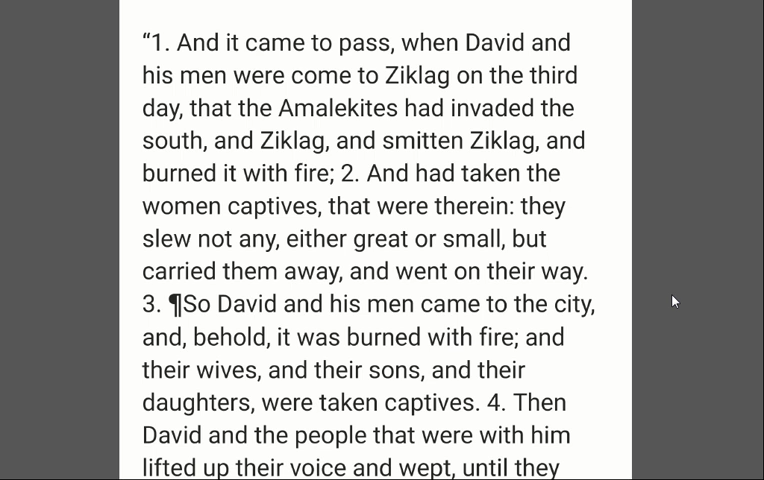 “1. And it came to pass, when David and
his men were come to Ziklag on the third
day, that the Amalekites had invaded the
south, and Ziklag, and smitten Ziklag, and
burned it with fire; 2. And had taken the
women captives, that were therein: they
slew not any, either great or small, but
carried them away, and went on their way.
3. ¶So David and his men came to the city,
and, behold, it was burned with fire; and
their wives, and their sons, and their
daughters, were taken captives. 4. Then
David and the people that were with him
lifted up their voice and wept, until they